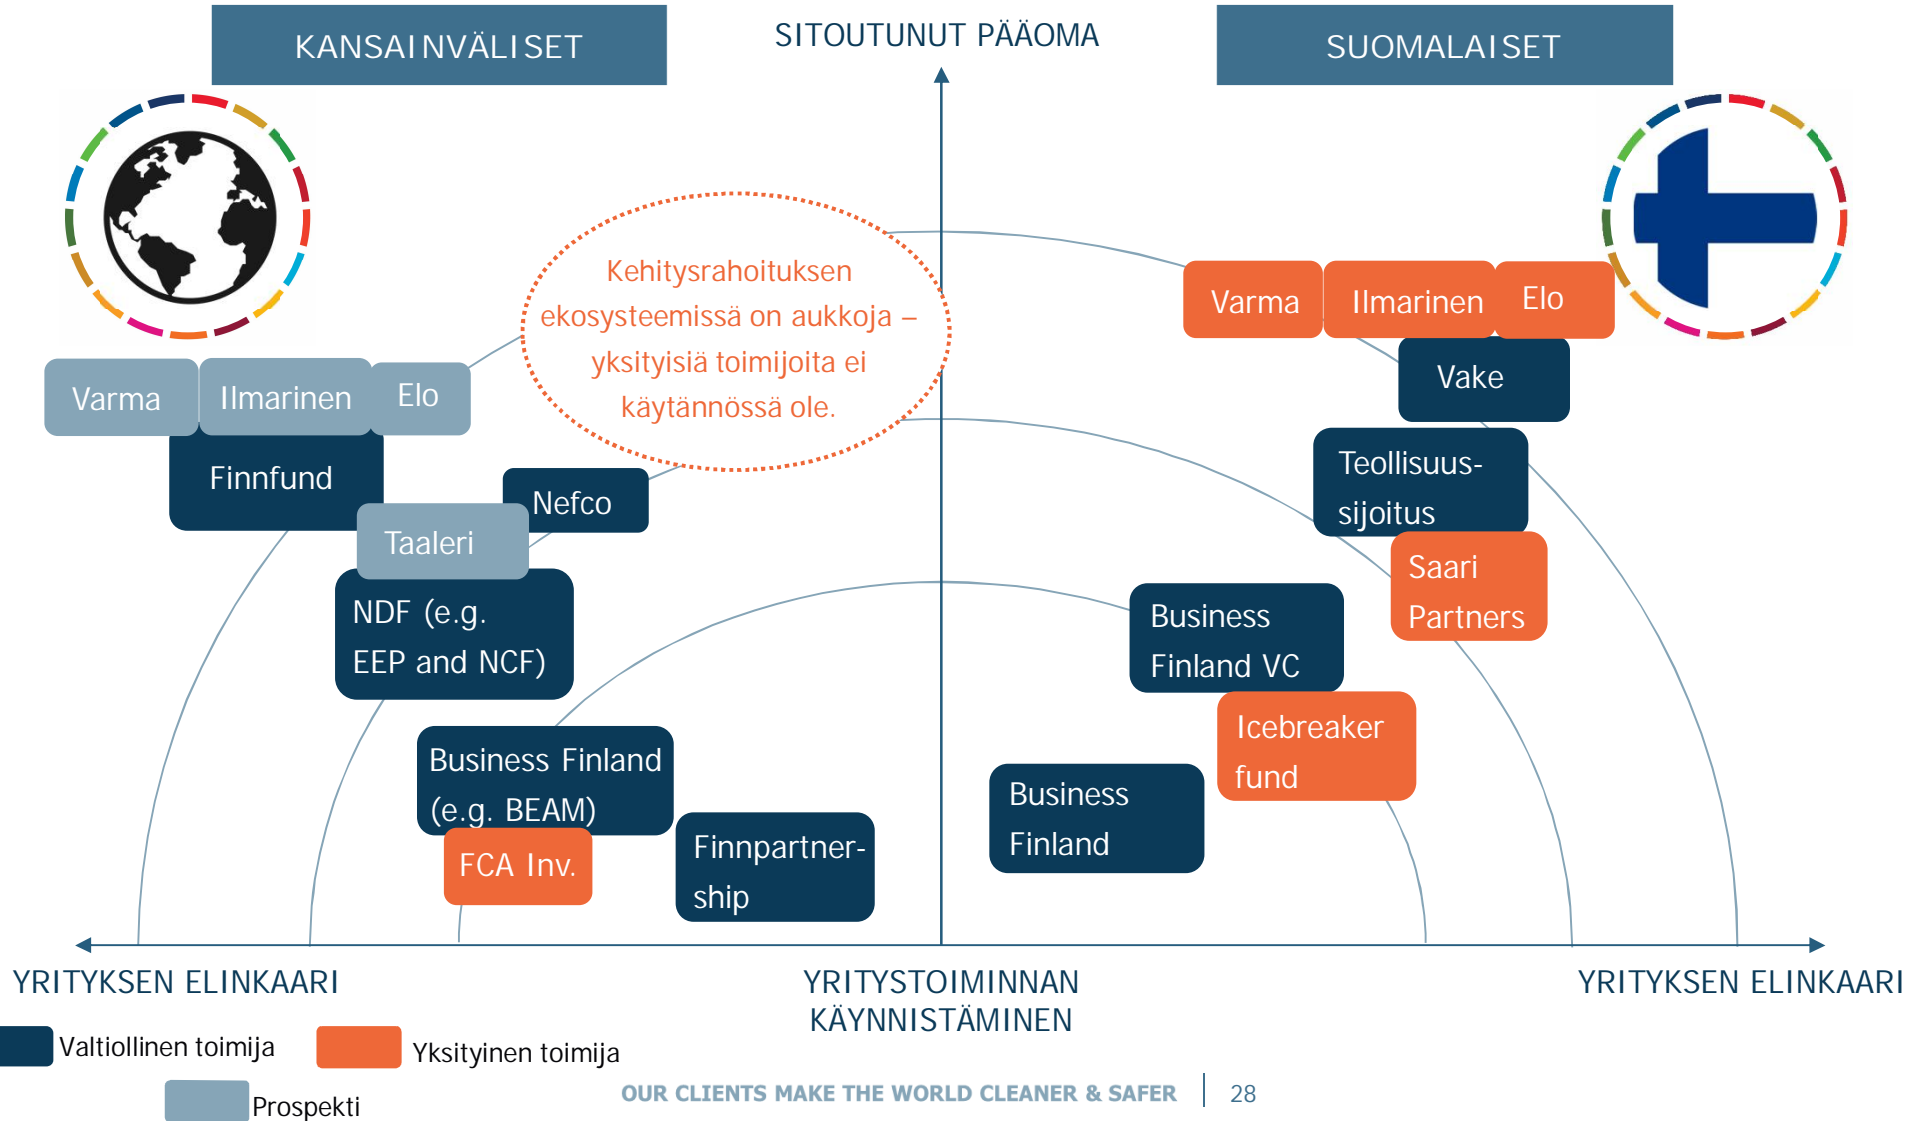 KANSAINVÄLISET
SITOUTUNUT PÄÄOMA
SUOMALAISET
Kehitysrahoituksen
ekosysteemissä on aukkoja –
yksityisiä toimijoita ei
käytännössä ole.
Varma
Ilmarinen
Elo
Vake
Varma
Ilmarinen
Elo
Finnfund
Nefco
Taaleri
Teollisuus-
sijoitus
Saari
Partners
NDF (e.g.
EEP and NCF)
Business
Finland VC
Icebreaker
fund
Business Finland
(e.g. BEAM)
FCA Inv.
Finnpartner-
ship
Business
Finland
YRITYKSEN ELINKAARI
YRITYSTOIMINNAN
KÄYNNISTÄMINEN
YRITYKSEN ELINKAARI
Valtiollinen toimija
Yksityinen toimija
Prospekti
OUR CLIENTS MAKE THE WORLD CLEANER & SAFER
28